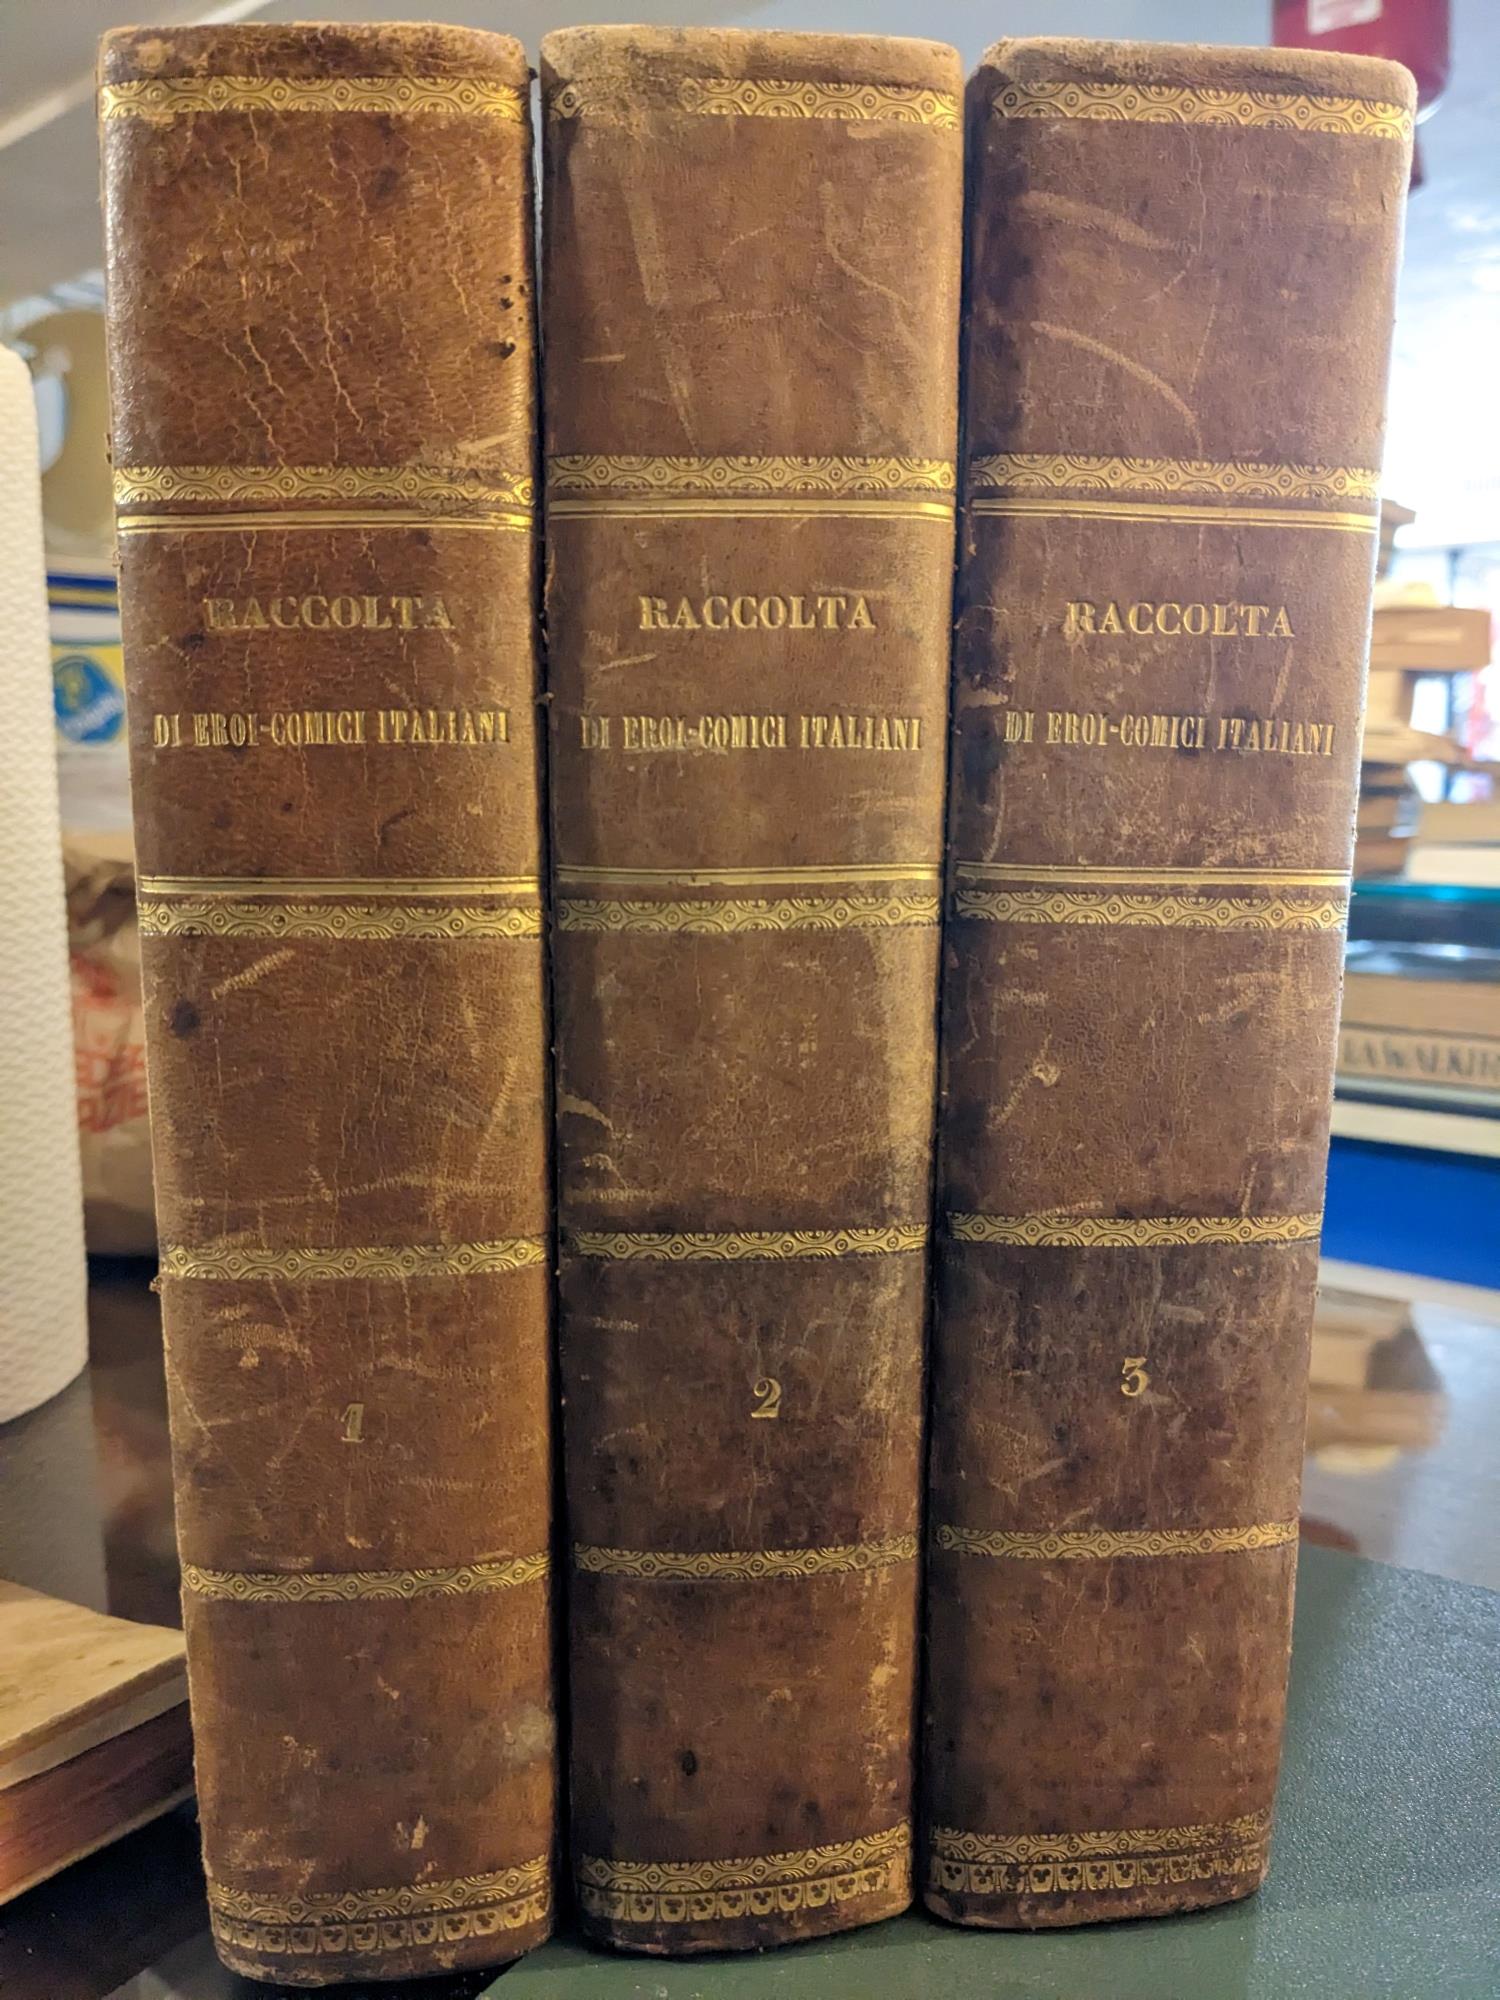 RACCOLTA
DI EROI-COMICI ITALIANI
1
RACCOLTA
DI EROI-COMICI ITALIANI
2
RACCOLTA
DI EROI-COMICI ITALIANI
3